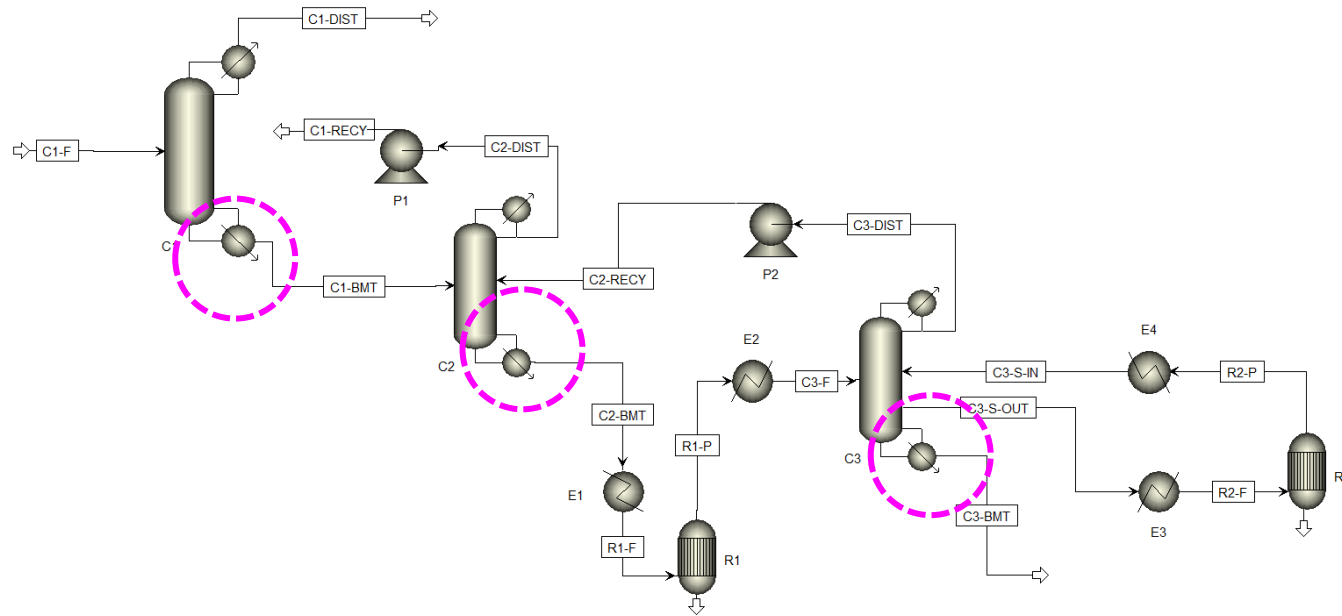 C1-DIST
C1-RECY
C2-DIST
C1-F
P1
C3-DIST
C1-BMT
C2-RECY
P2
C2
E2
E4
C3-F
C3-S-IN
R2-P
C2-BMT
C3-S-OUT
R1-P
C3
E1
R2-F
C3-BMT
E3
R1-F
R1